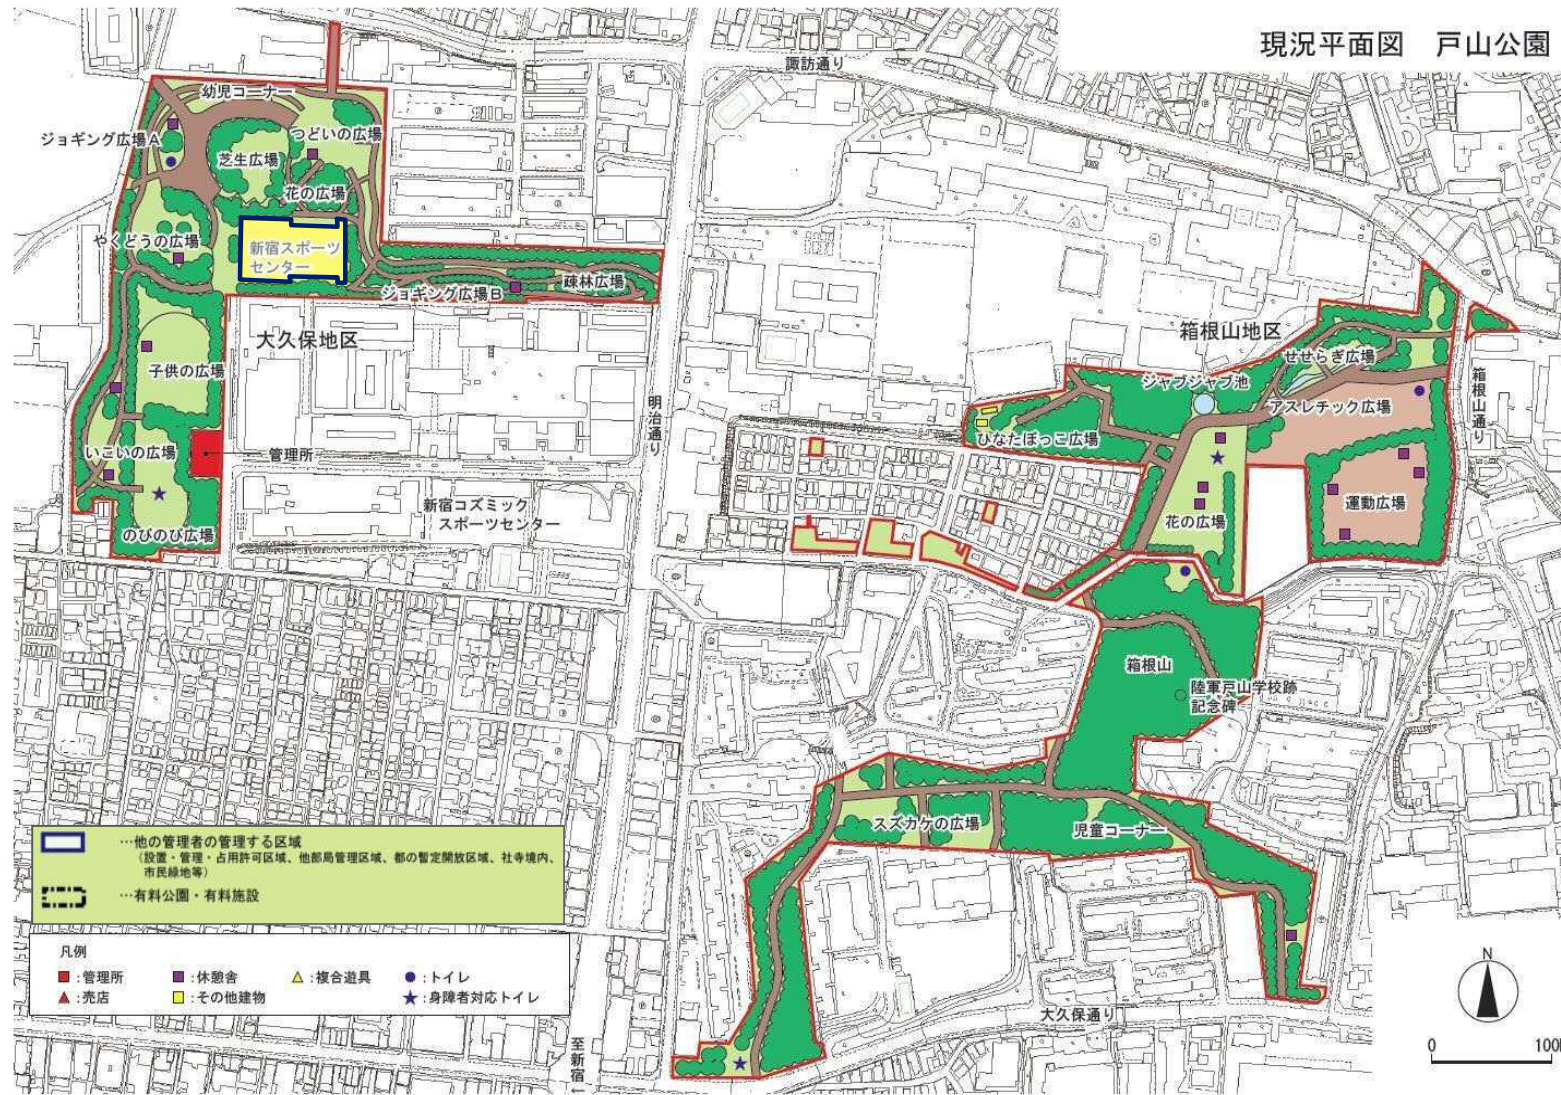 現況平面図　戸山公園
諏訪通り
幼児コーナー
ジョギング広場A
つどいの広場
芝生広場
花の広場
やくどうの広場
新宿スポーツ
センター
ジョギング広場B
疎林広場
大久保地区
子供の広場
いこいの広場
管理所
のびのび広場
新宿コズミック
スポーツセンター
明治通り
箱根山地区
せせらぎ広場
ジャブジャブ池
アスレチック広場
ひなたぼっこ広場
箱根山通り
運動広場
花の広場
箱根山
陸軍戸山学校跡
記念碑
スズカケの広場
児童コーナー
大久保通り
至新宿
…他の管理者の管理する区域
（設置・管理・占用許可区域、他部局管理区域、都の暫定開放区域、社寺境内、
市民緑地等）
…有料公園・有料施設
凡例
：管理所
：休憩舎
：複合遊具
：トイレ
：売店
：その他建物
：身障者対応トイレ
N
0
100